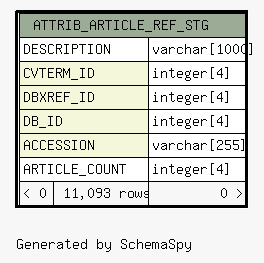 ATTRIB_ARTICLE_REF_STG
DESCRIPTION varchar[1000]
CVTERM_ID integer[4]
DBXREF_ID integer[4]
DB_ID integer[4]
ACCESSION varchar[255]
ARTICLE_COUNT integer[4]
< 0 11,093 rows 0 >
Generated by SchemaSpy